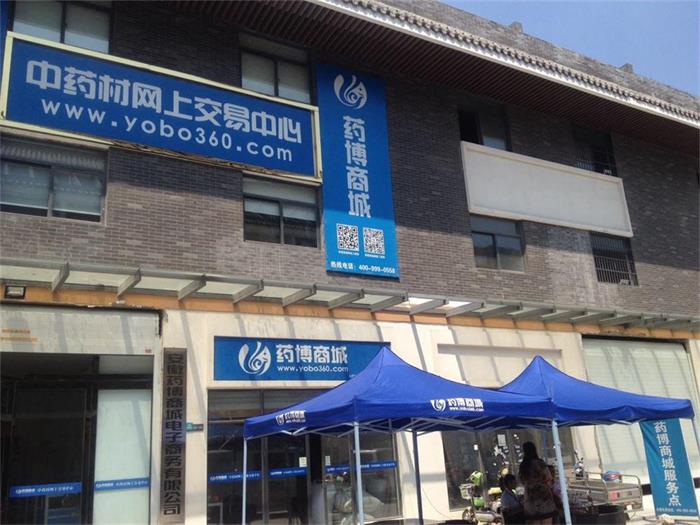 中药材网上交易中心
www.yobo360.com
药博商城
热线电话：400-999-0558
药博商城
www.yobo360.com
安徽药博商城电子商务有限公司
药博商城
药博商城服务点